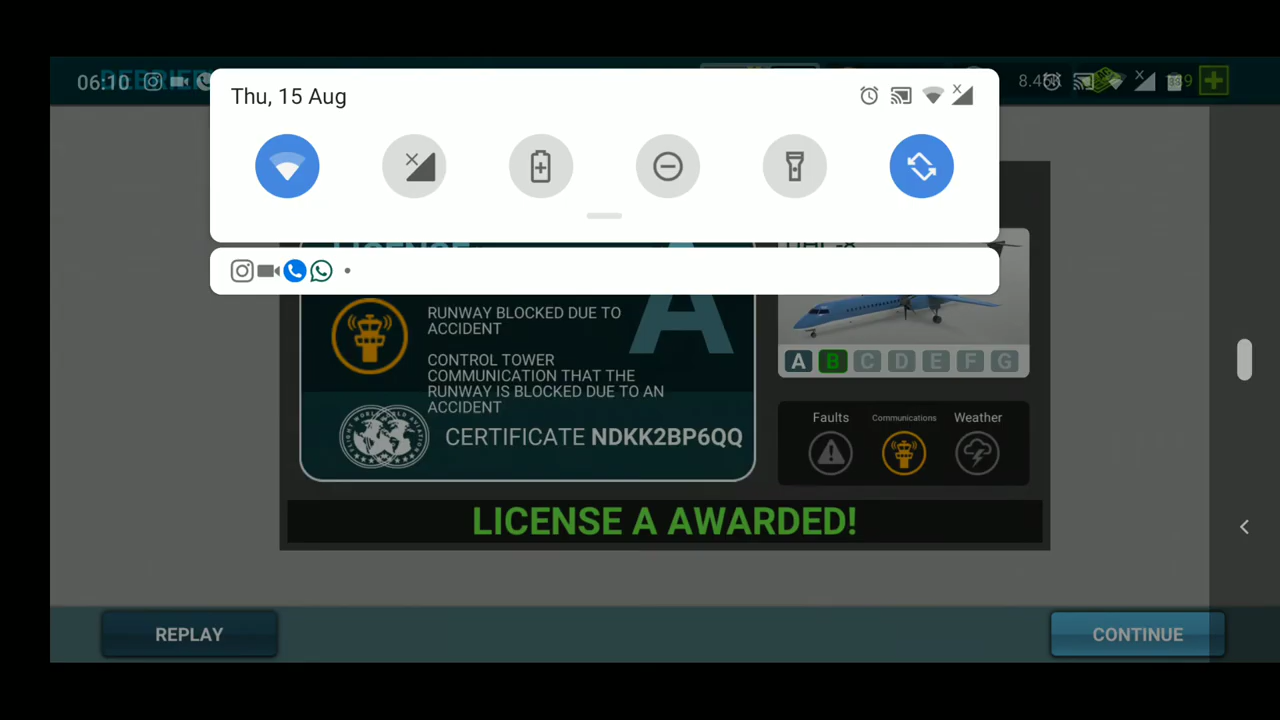 06:10
Thu, 15 Aug
LICENSE
RUNWAY BLOCKED DUE TO
ACCIDENT
CONTROL TOWER
COMMUNICATION THAT THE
RUNWAY IS BLOCKED DUE TO AN
ACCIDENT
A
CERTIFICATE NDKK2BP6QQ
A B C D E F G
Faults Communications Weather
LICENSE A AWARDED!
REPLAY
CONTINUE